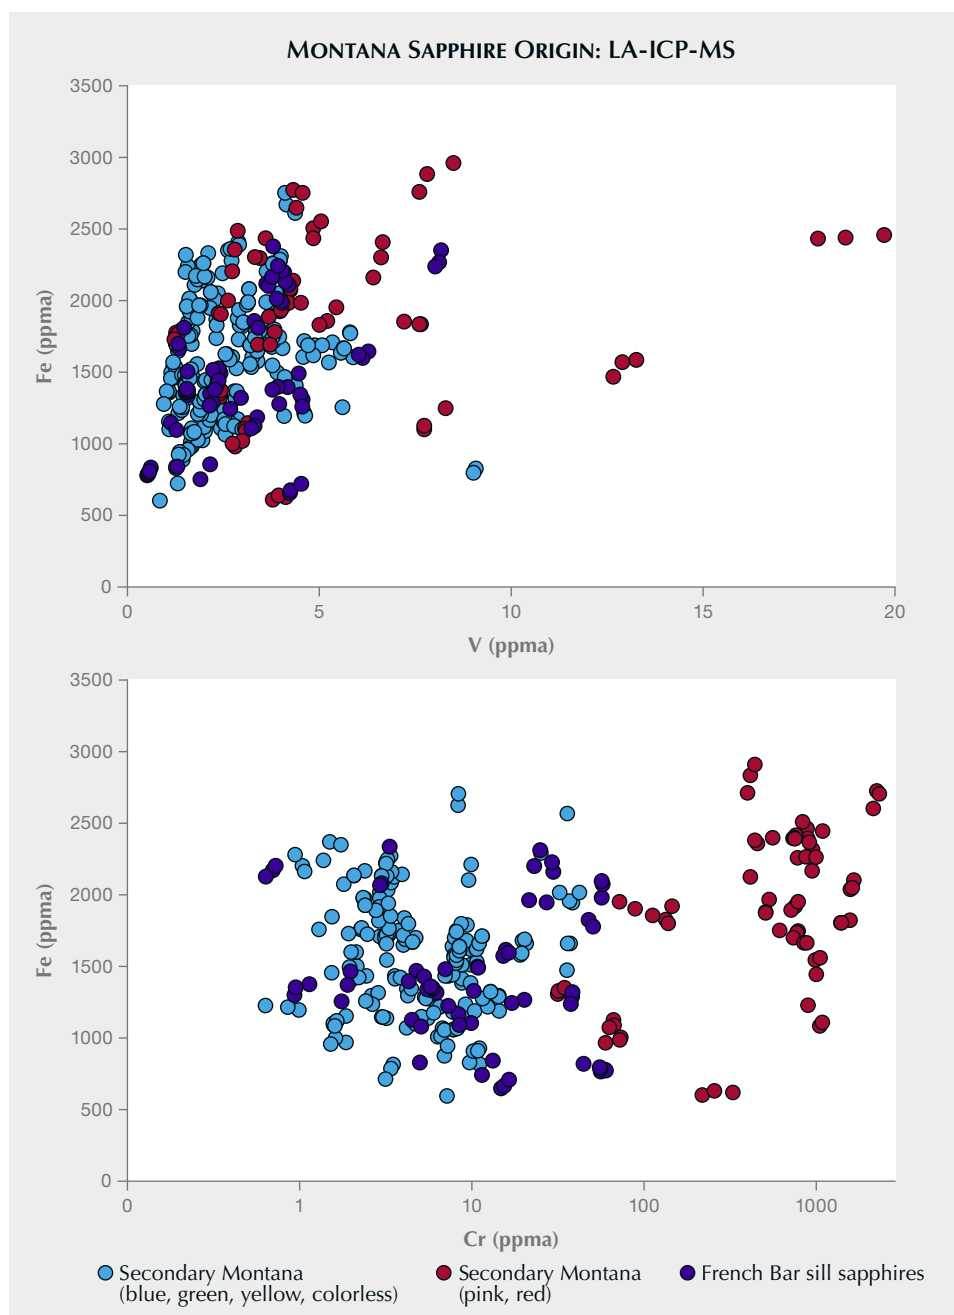 MONTANA SAPPHIRE ORIGIN: LA-ICP-MS
3500
3000
2500
2000
1500
1000
500
0
Fe (ppma)
0 5 10 15 20
V (ppma)
3500
3000
2500
2000
1500
1000
500
0
Fe (ppma)
0 1 10 100 1000
Cr (ppma)
Secondary Montana
(blue, green, yellow, colorless)
Secondary Montana
(pink, red)
French Bar sill sapphires